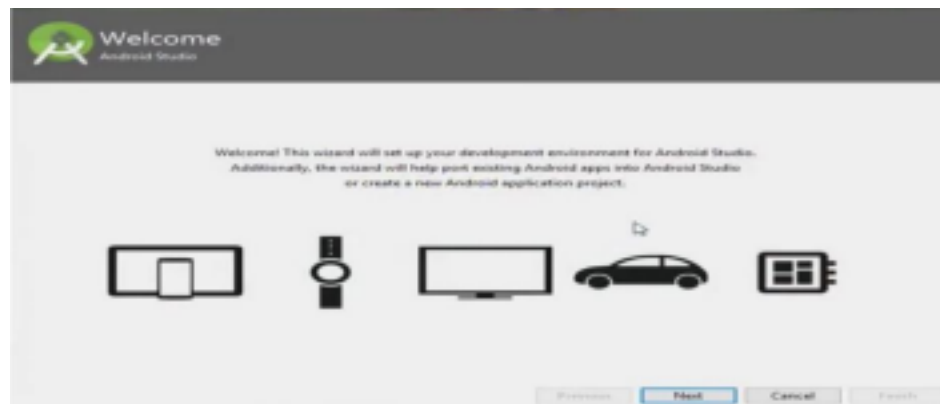 Welcome
Android Studio
Welcome! This wizard will set up your development environment for Android Studio.
Additionally, the wizard will help port existing Android apps into Android Studio
or create a new Android application project.
Previous
Next
Cancel
Finish